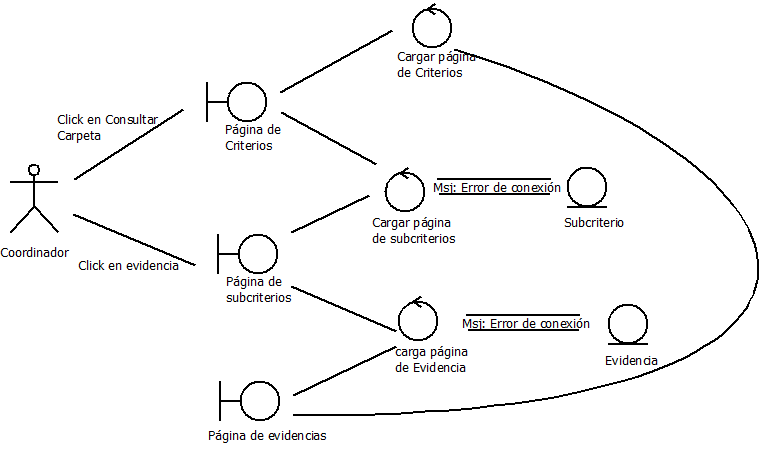 Cargar página
de Criterios
Click en Consultar
Carpeta
Página de
Criterios
Msj: Error de conexión
Cargar página
de subcriterios
Subcriterio
Coordinador
Click en evidencia
Página de
subcriterios
Msj: Error de conexión
carga página
de Evidencia
Evidencia
Página de evidencias